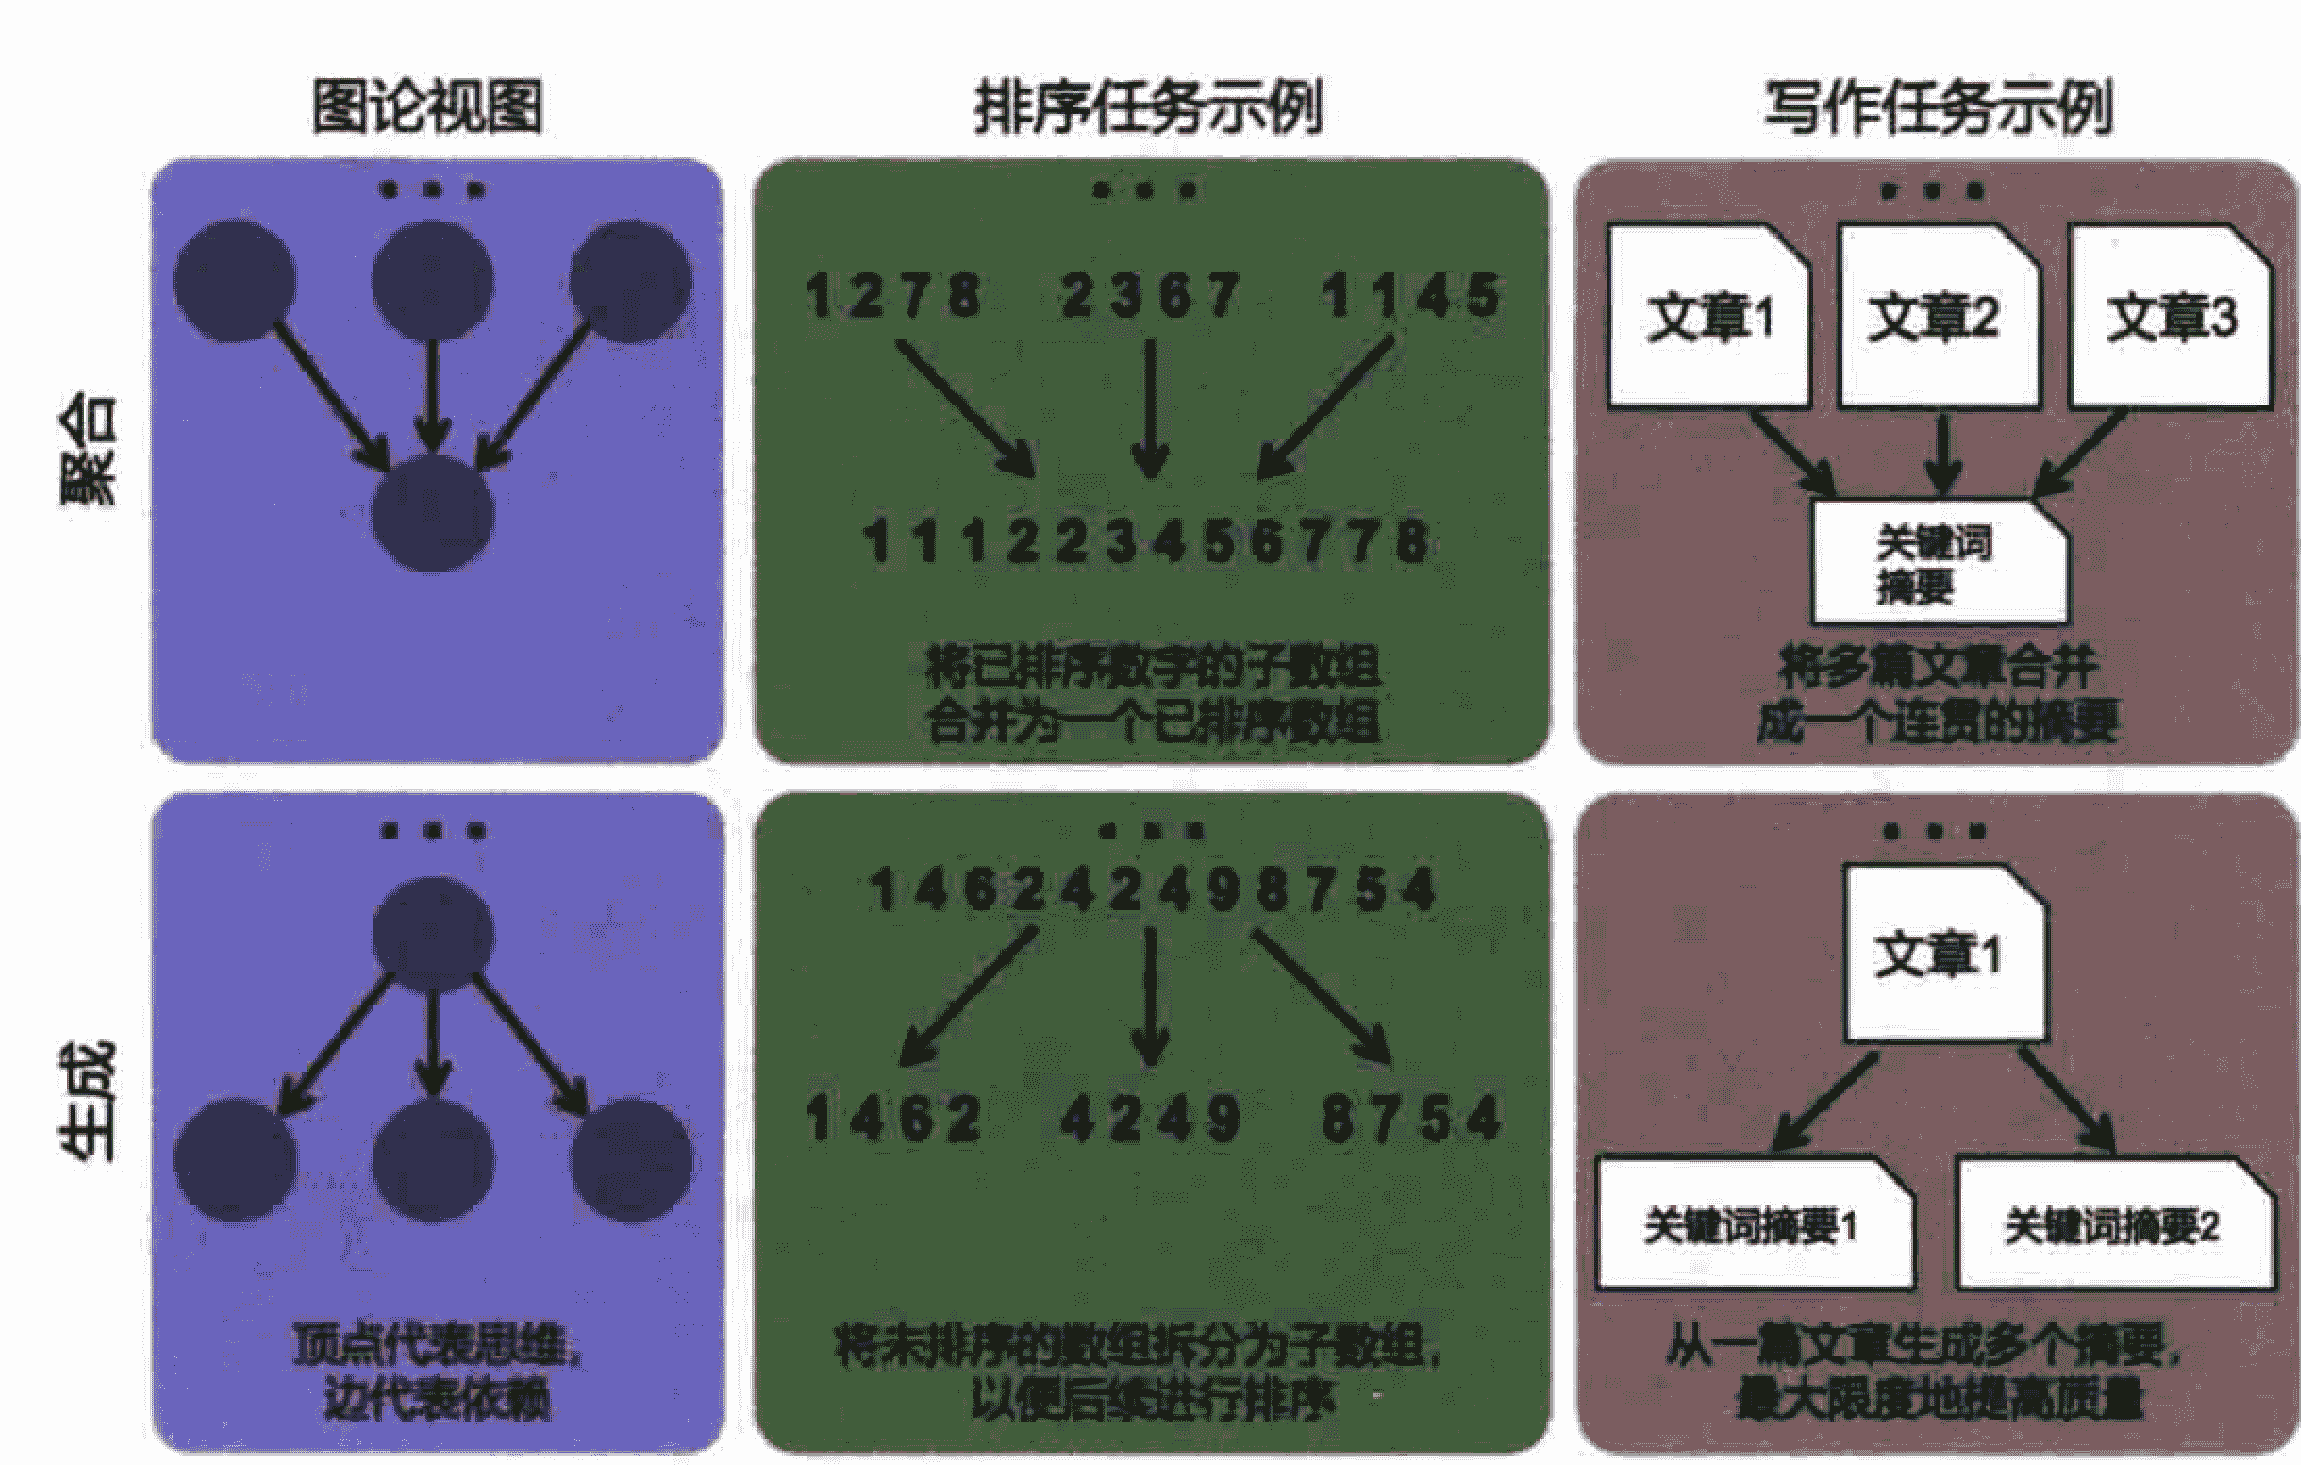 图论视图
排序任务示例
写作任务示例
聚合
1 2 7 8
2 3 6 7
1 1 4 5
1 1 1 2 2 3 4 5 6 7 7 8
将已排序数字的子数组
合并为一个已排序数组
文章1
文章2
文章3
关键词
摘要
将多篇文章合并
成一个连贯的摘要
生成
顶点代表思维，
边代表依赖
1 4 6 2 4 2 4 9 8 7 5 4
1 4 6 2
4 2 4 9
8 7 5 4
将未排序的数组拆分为子数组，
以便后续进行排序
文章1
关键词摘要1
关键词摘要2
从一篇文章生成多个摘要，
最大限度地提高质量